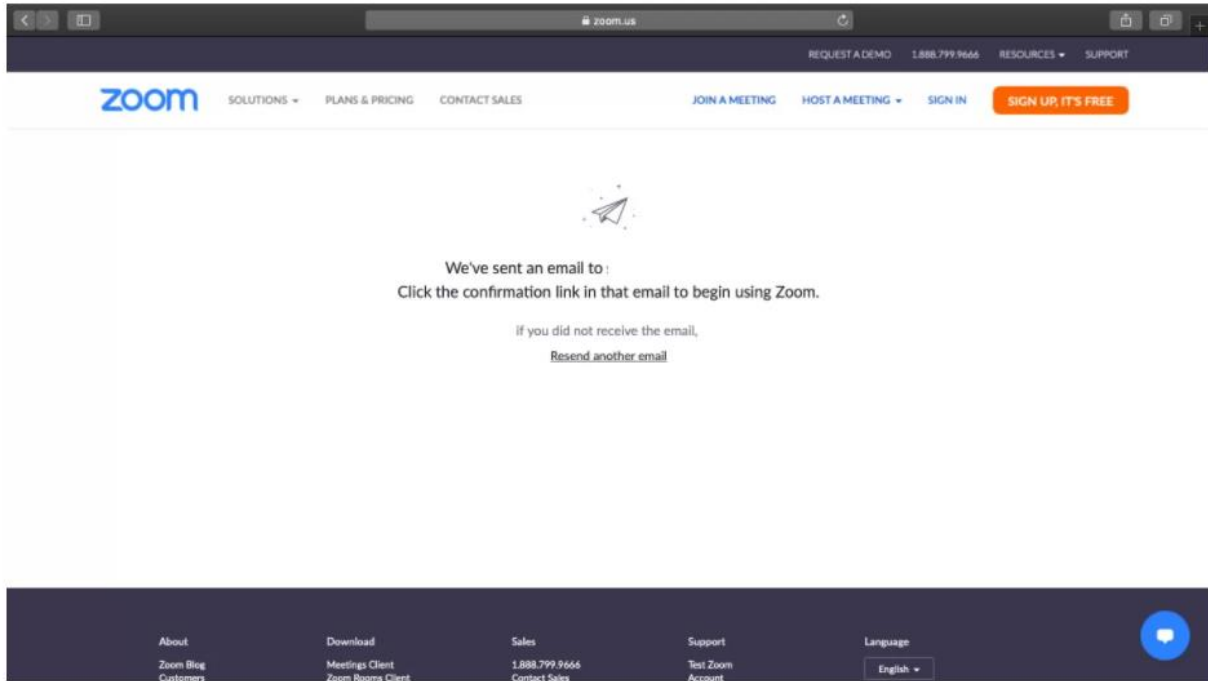 zoom.us
REQUEST A DEMO 1.888.799.9666 RESOURCES SUPPORT
zoom SOLUTIONS PLANS & PRICING CONTACT SALES JOIN A MEETING HOST A MEETING SIGN IN SIGN UP, IT'S FREE
We've sent an email to
Click the confirmation link in that email to begin using Zoom.
if you did not receive the email,
Resend another email
About Download Sales Support Language
Zoom Blog Meetings Client 1.888.799.9666 Test Zoom English
Customers Zoom Rooms Client Contact Sales Account